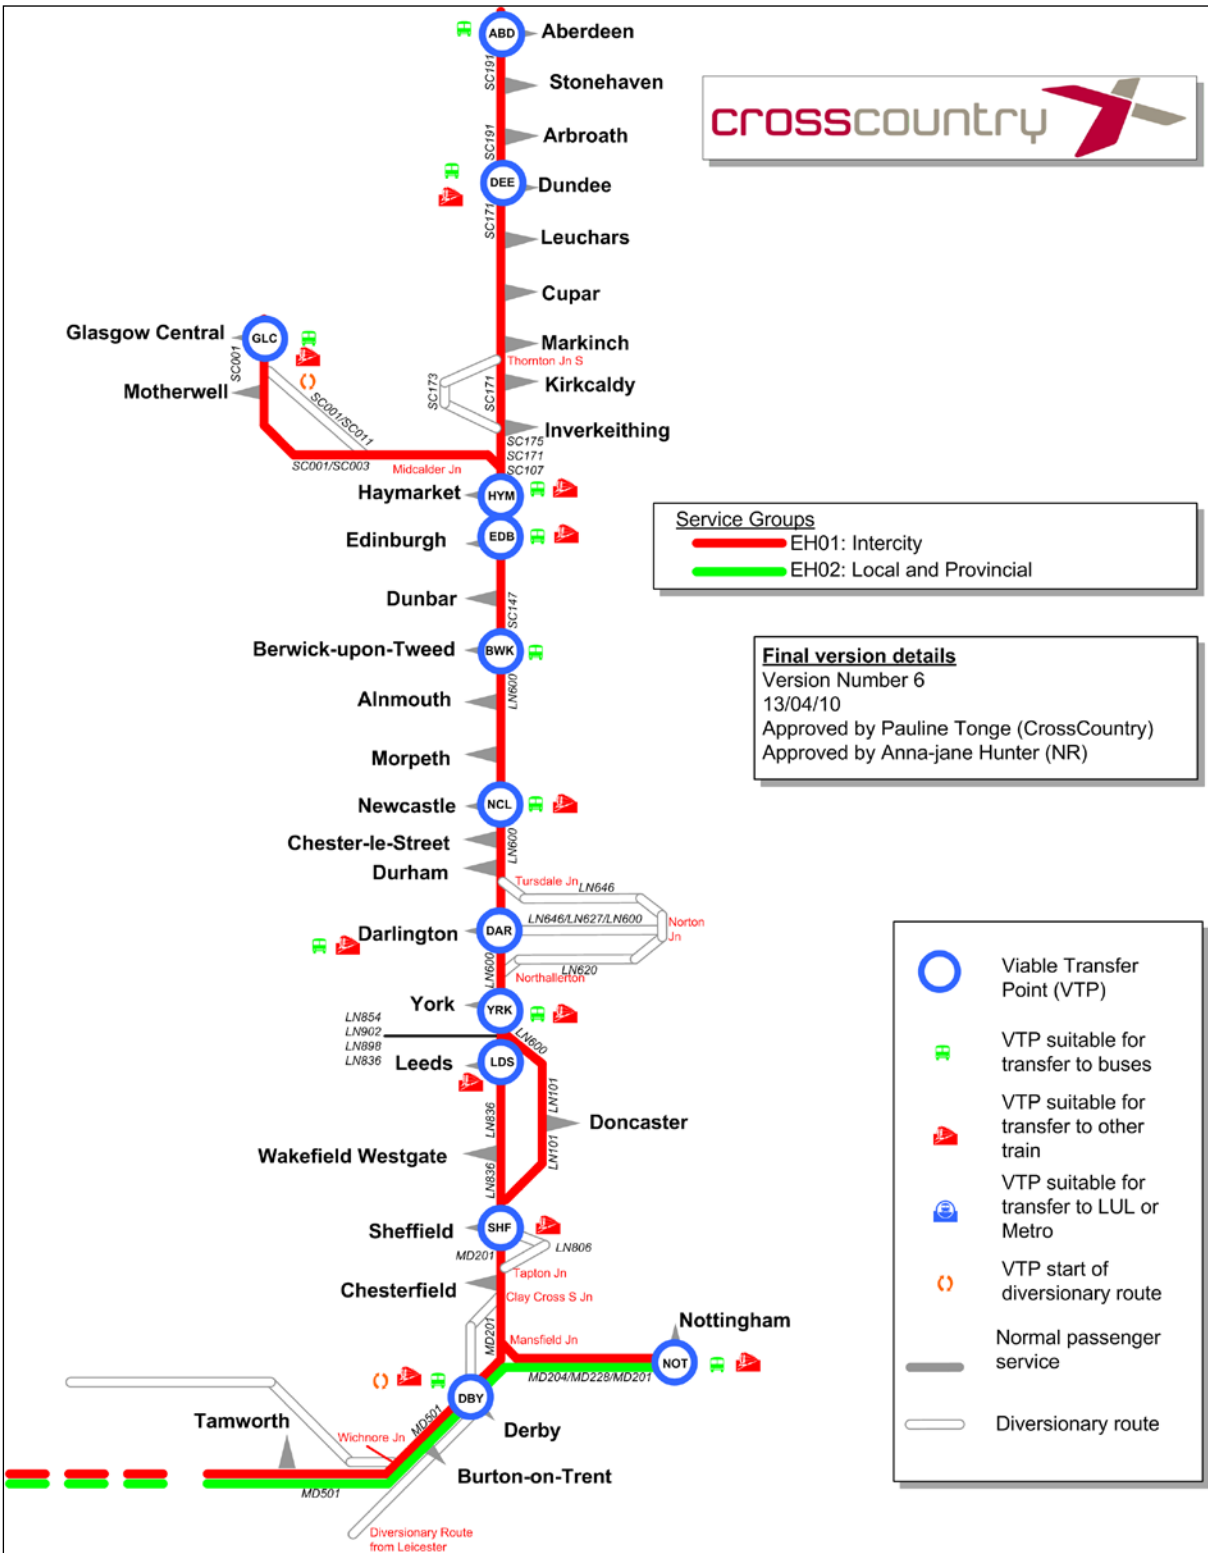 ABD
Aberdeen
SC191
Stonehaven
crosscountry
SC191
Arbroath
DEE
Dundee
SC171
Leuchars
Cupar
Glasgow Central
GLC
SC001
Markinch
Thornton Jn S
Motherwell
SC173
SC171
Kirkcaldy
SC001/SC011
Inverkeithing
SC175
SC171
SC107
SC001/SC003
Midcalder Jn
Haymarket
HYM
Edinburgh
EDB
Service Groups
EH01: Intercity
EH02: Local and Provincial
Dunbar
SC147
Berwick-upon-Tweed
BWK
Final version details
Version Number 6
13/04/10
Approved by Pauline Tonge (CrossCountry)
Approved by Anna-jane Hunter (NR)
Alnmouth
LN600
Morpeth
Newcastle
NCL
Chester-le-Street
LN600
Durham
Tursdale Jn
LN646
LN646/LN627/LN600
Norton
Jn
Darlington
DAR
LN600
LN620
Northallerton
York
YRK
LN854
LN902
LN898
LN836
LN600
Leeds
LDS
LN836
LN101
Doncaster
LN101
Wakefield Westgate
LN836
Sheffield
SHF
MD201
LN806
Tapton Jn
Chesterfield
Clay Cross S Jn
MD201
Mansfield Jn
Nottingham
NOT
MD204/MD228/MD201
DBY
Derby
MD501
Tamworth
Wichnore Jn
Burton-on-Trent
MD501
Diversionary Route
from Leicester
Viable Transfer
Point (VTP)
VTP suitable for
transfer to buses
VTP suitable for
transfer to other
train
VTP suitable for
transfer to LUL or
Metro
VTP start of
diversionary route
Normal passenger
service
Diversionary route